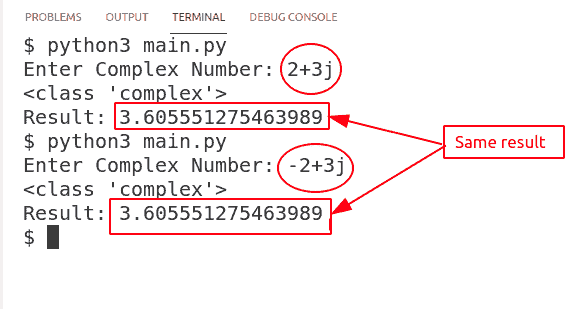 PROBLEMS OUTPUT TERMINAL DEBUG CONSOLE
$ python3 main.py
Enter Complex Number: 2+3j
<class 'complex'>
Result: 3.605551275463989
$ python3 main.py
Same result
Enter Complex Number: -2+3j
<class 'complex'>
Result: 3.605551275463989
$